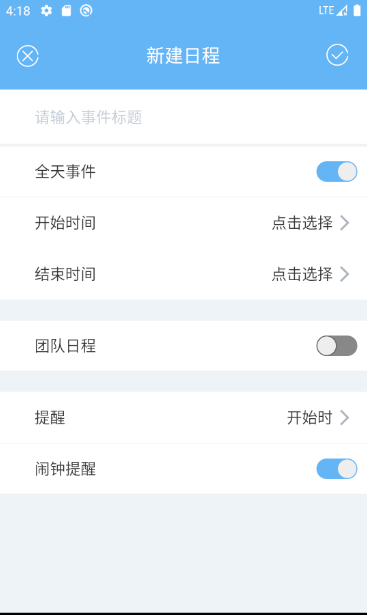 4:18 LTE
新建日程
请输入事件标题
全天事件
开始时间 点击选择
结束时间 点击选择
团队日程
提醒 开始时
闹钟提醒